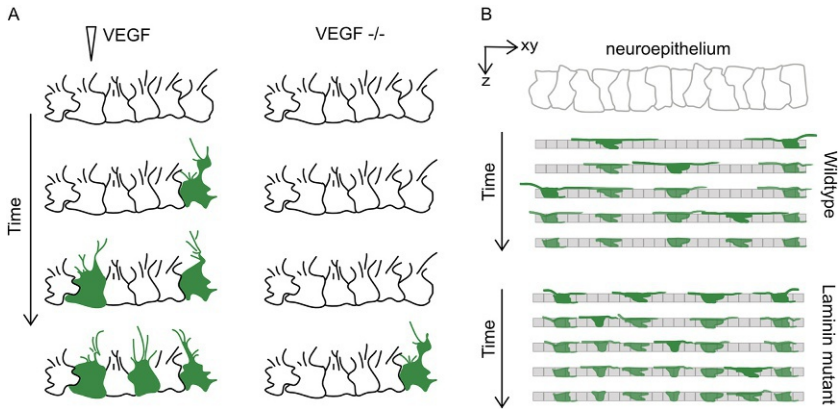 A
VEGF
VEGF -/-
Time
B
xy
z
neuroepithelium
Time
Wildtype
Time
Laminin mutant